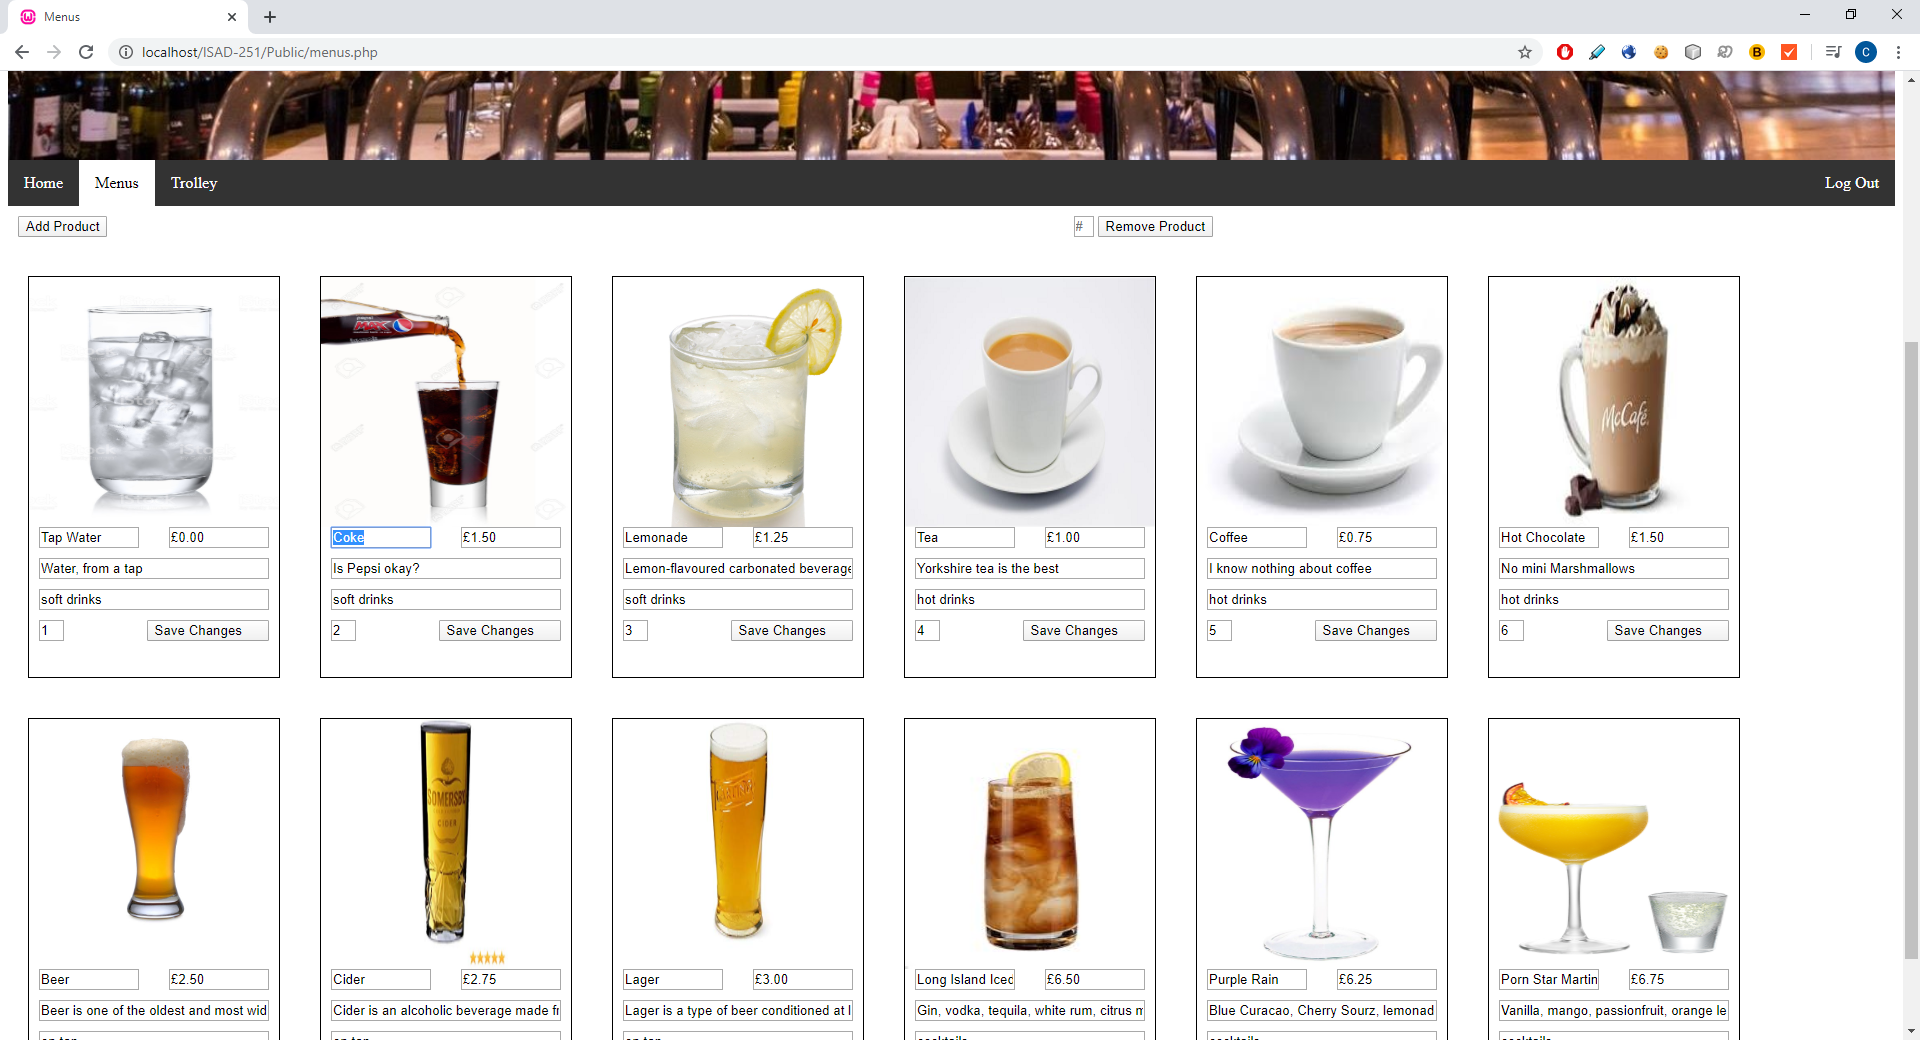 Menus
localhost/ISAD-251/Public/menus.php
Home Menus Trolley Log Out
Add Product # Remove Product
MAX
McCafé
Tap Water £0.00 Coke £1.50 Lemonade £1.25 Tea £1.00 Coffee £0.75 Hot Chocolate £1.50
Water, from a tap Is Pepsi okay? Lemon-flavoured carbonated beverage Yorkshire tea is the best I know nothing about coffee No mini Marshmallows
soft drinks soft drinks soft drinks hot drinks hot drinks hot drinks
1 Save Changes 2 Save Changes 3 Save Changes 4 Save Changes 5 Save Changes 6 Save Changes
SOMERSBY
CIDER
Beer £2.50 Cider £2.75 Lager £3.00 Long Island Iced £6.50 Purple Rain £6.25 Porn Star Martin £6.75
Beer is one of the oldest and most wid Cider is an alcoholic beverage made fr Lager is a type of beer conditioned at l Gin, vodka, tequila, white rum, citrus m Blue Curacao, Cherry Sourz, lemonad Vanilla, mango, passionfruit, orange le